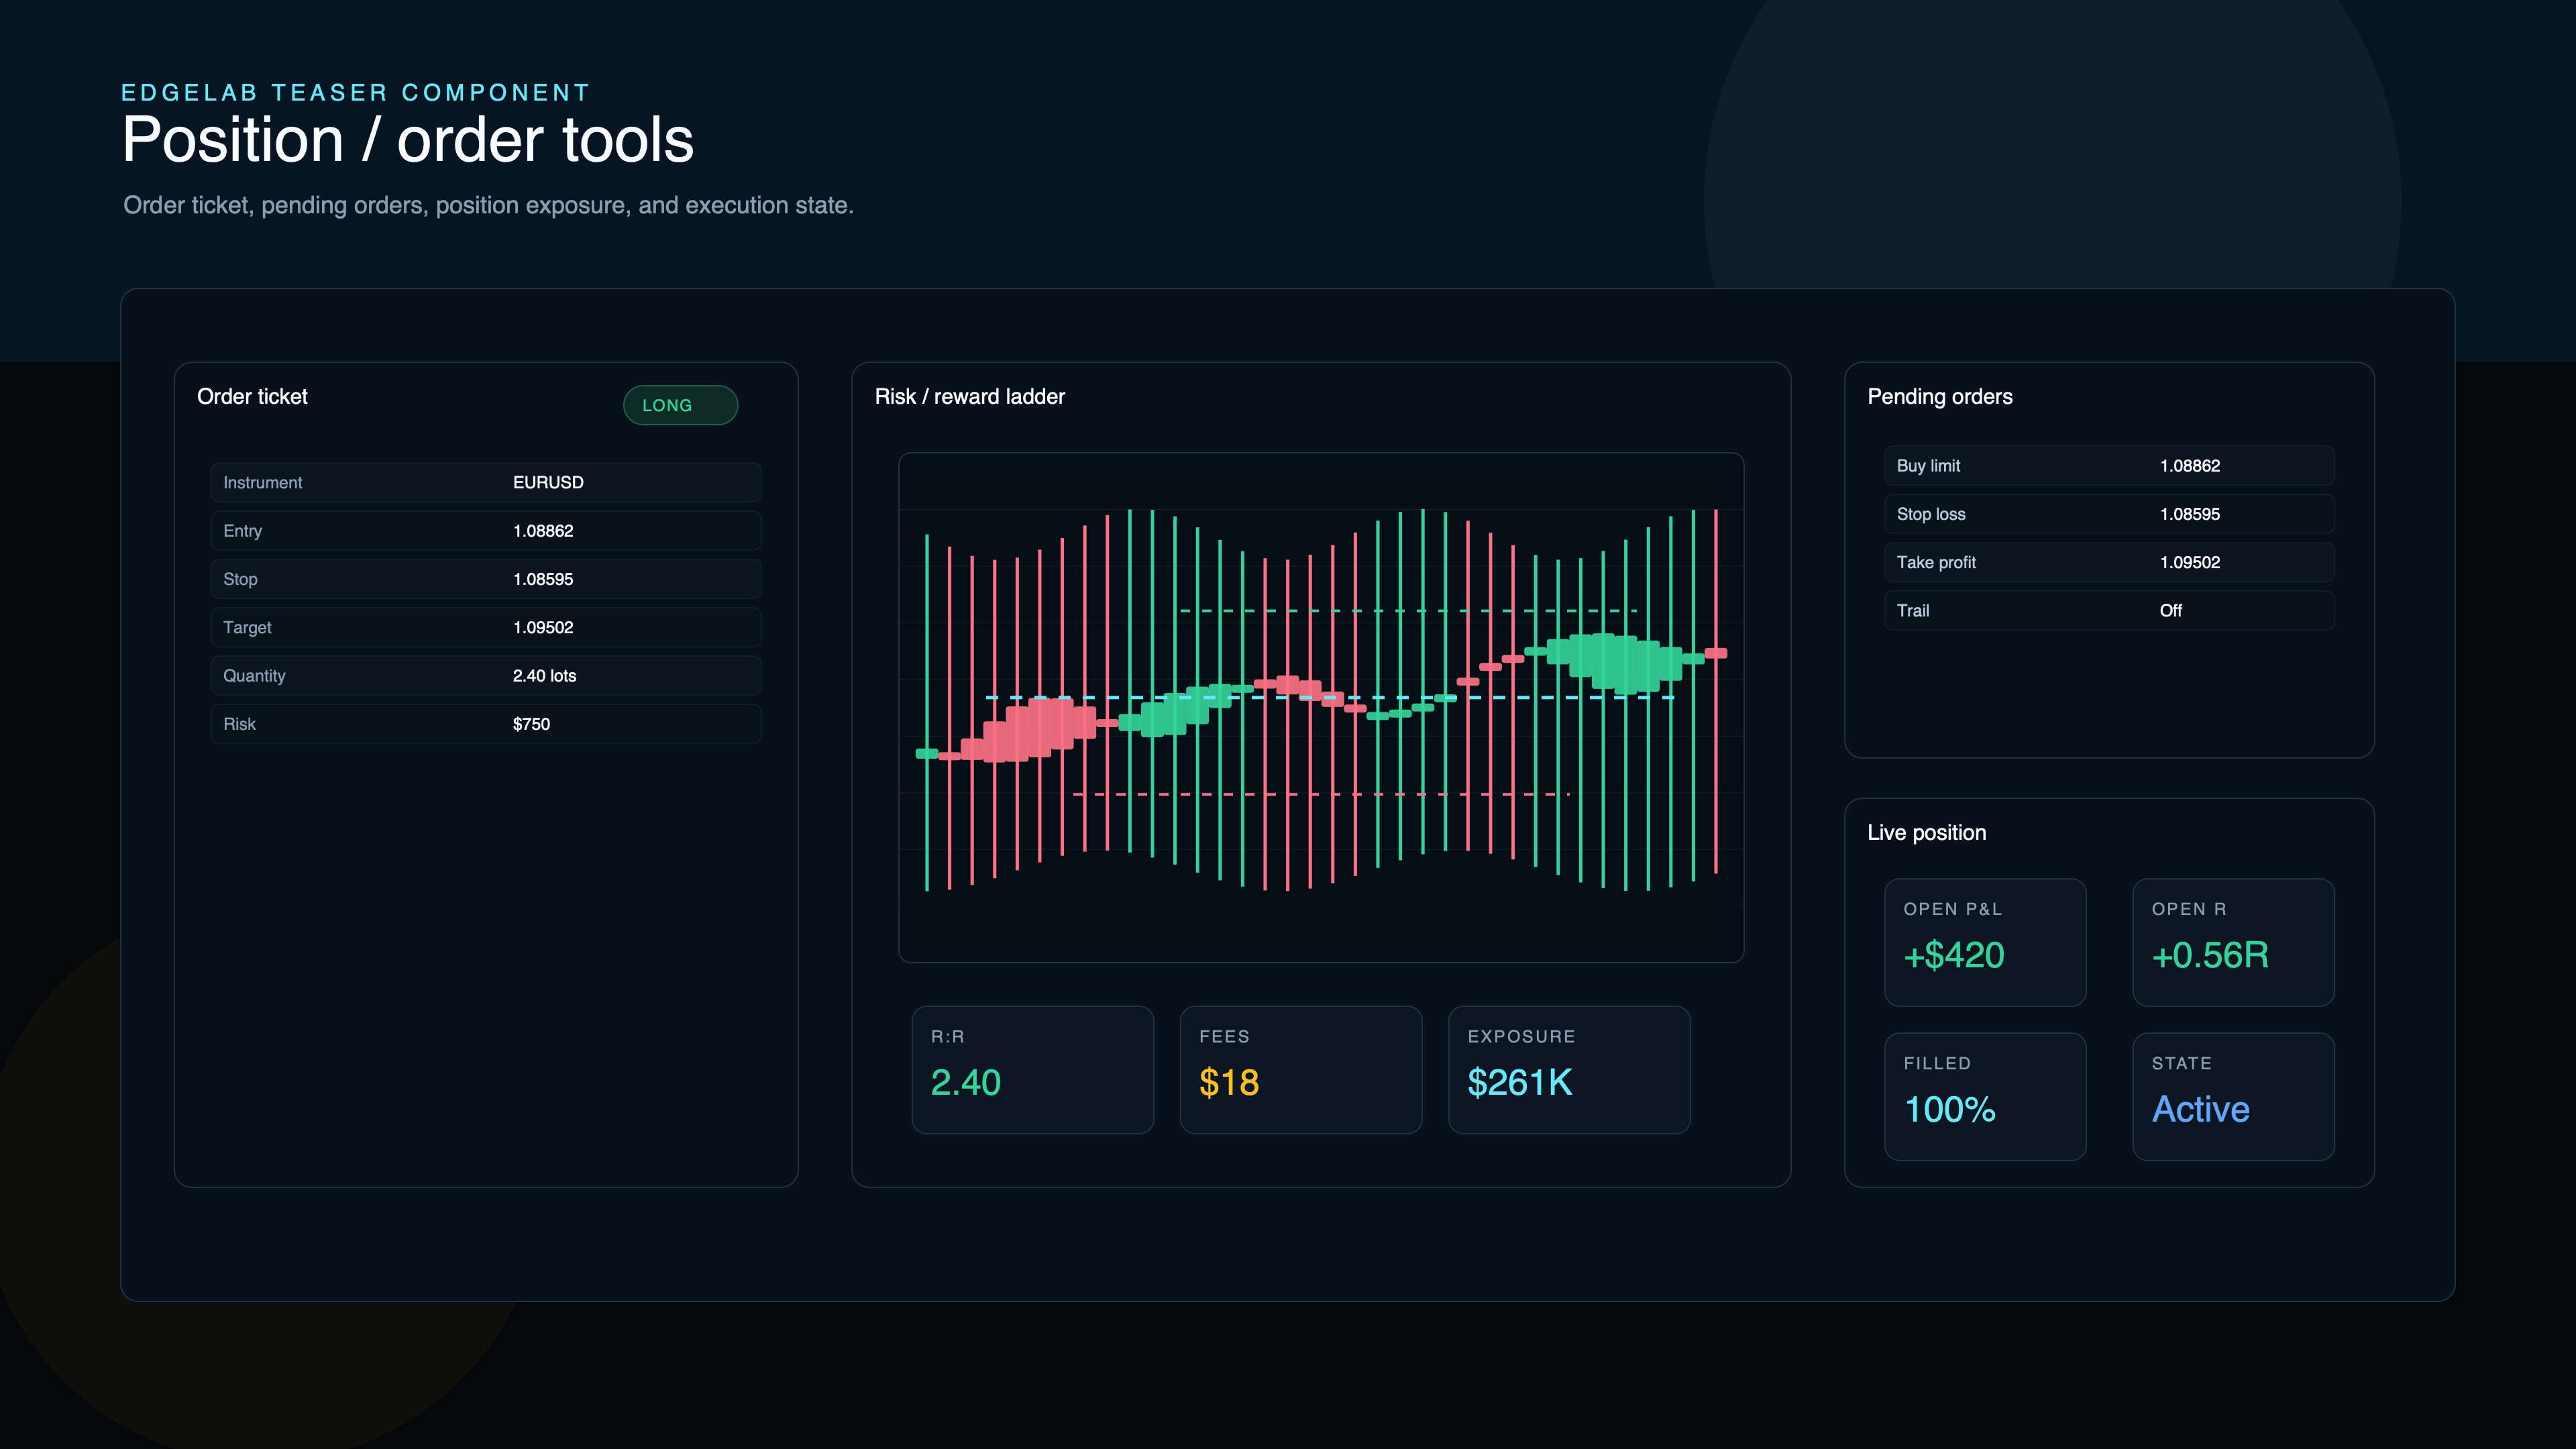 EDGELAB TEASER COMPONENT
Position / order tools
Order ticket, pending orders, position exposure, and execution state.
Order ticket
LONG
Instrument EURUSD
Entry 1.08862
Stop 1.08595
Target 1.09502
Quantity 2.40 lots
Risk $750
Risk / reward ladder
R:R
2.40
FEES
$18
EXPOSURE
$261K
Pending orders
Buy limit 1.08862
Stop loss 1.08595
Take profit 1.09502
Trail Off
Live position
OPEN P&L
+$420
OPEN R
+0.56R
FILLED
100%
STATE
Active